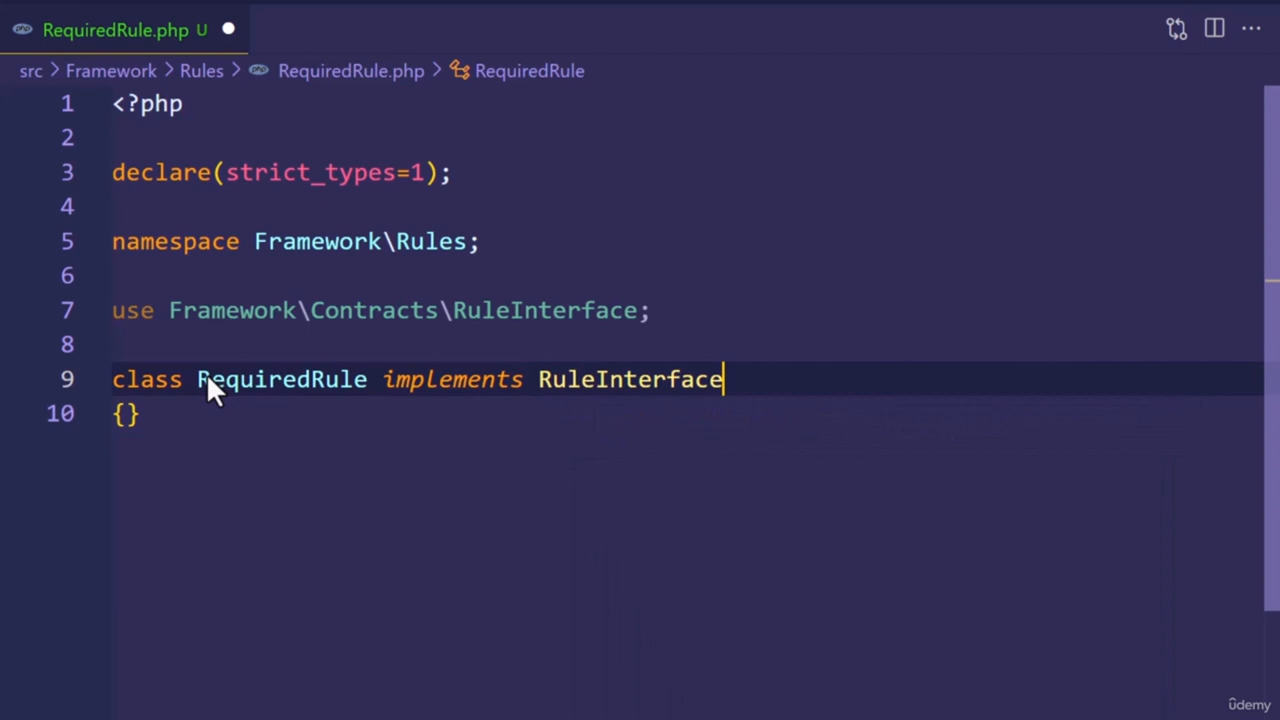 RequiredRule.php U
src > Framework > Rules > RequiredRule.php > RequiredRule
1 <?php
2
3 declare(strict_types=1);
4
5 namespace Framework\Rules;
6
7 use Framework\Contracts\RuleInterface;
8
9 class RequiredRule implements RuleInterface
10 {}
ûdemy